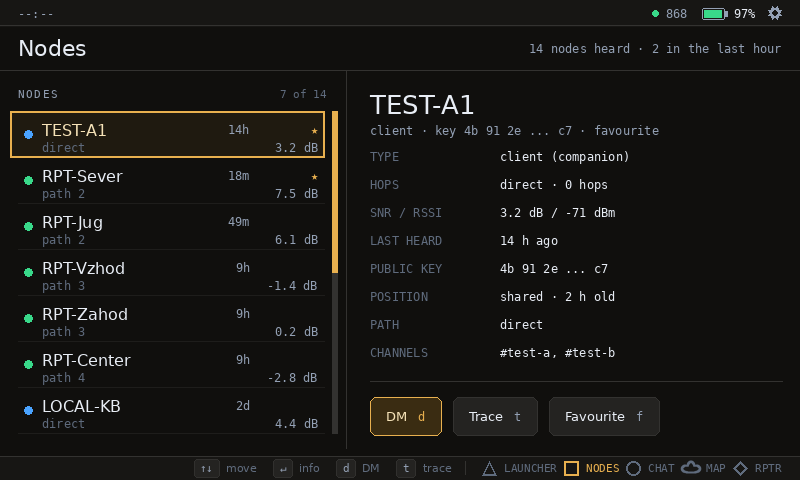 --:--
868 97%
Nodes
14 nodes heard · 2 in the last hour
NODES 7 of 14
TEST-A1 14h ★
direct 3.2 dB
RPT-Sever 18m ★
path 2 7.5 dB
RPT-Jug 49m
path 2 6.1 dB
RPT-Vzhod 9h
path 3 -1.4 dB
RPT-Zahod 9h
path 3 0.2 dB
RPT-Center 9h
path 4 -2.8 dB
LOCAL-KB 2d
direct 4.4 dB
TEST-A1
client · key 4b 91 2e ... c7 · favourite
TYPE client (companion)
HOPS direct · 0 hops
SNR / RSSI 3.2 dB / -71 dBm
LAST HEARD 14 h ago
PUBLIC KEY 4b 91 2e ... c7
POSITION shared · 2 h old
PATH direct
CHANNELS #test-a, #test-b
DM d Trace t Favourite f
↑↓ move ↵ info d DM t trace LAUNCHER NODES CHAT MAP RPTR